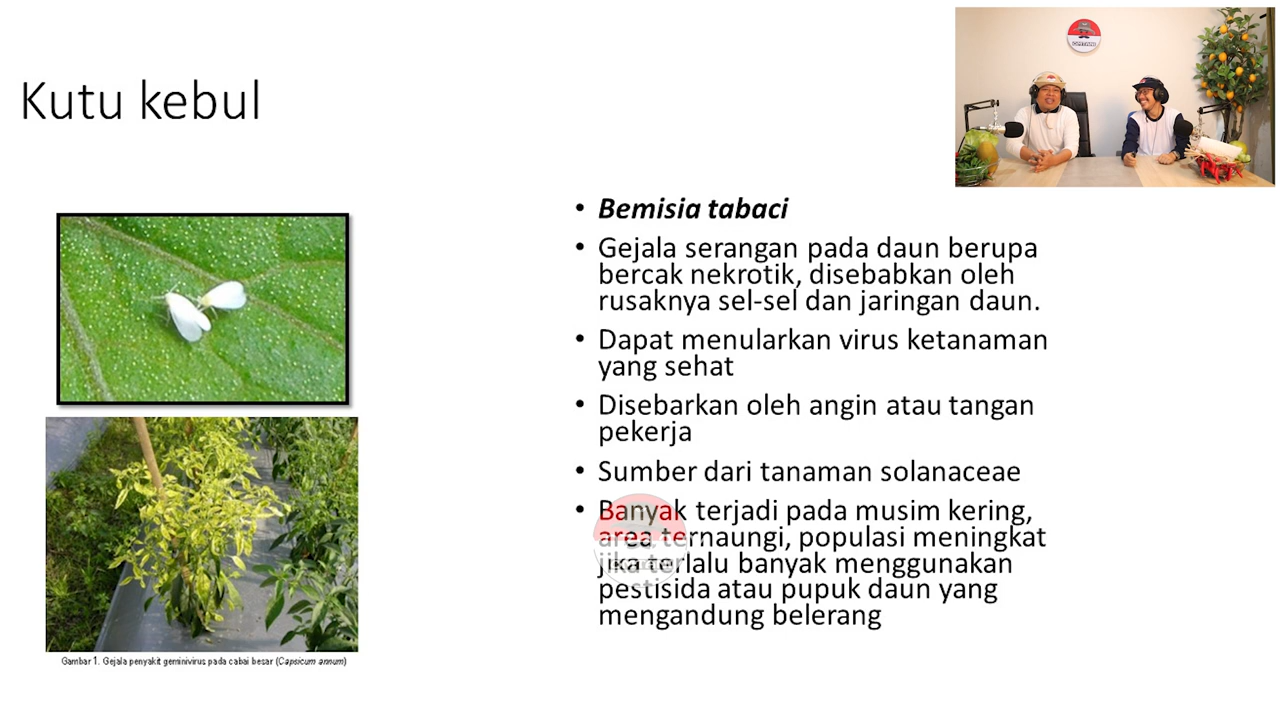 Kutu kebul
• Bemisia tabaci
• Gejala serangan pada daun berupa
bercak nekrotik, disebabkan oleh
rusaknya sel-sel dan jaringan daun.
• Dapat menularkan virus ketanaman
yang sehat
• Disebarkan oleh angin atau tangan
pekerja
• Sumber dari tanaman solanaceae
• Banyak terjadi pada musim kering,
area ternaungi, populasi meningkat
jika terlalu banyak menggunakan
pestisida atau pupuk daun yang
mengandung belerang
Gambar 1. Gejala penyakit geminivirus pada cabai besar (Capsicum annum)